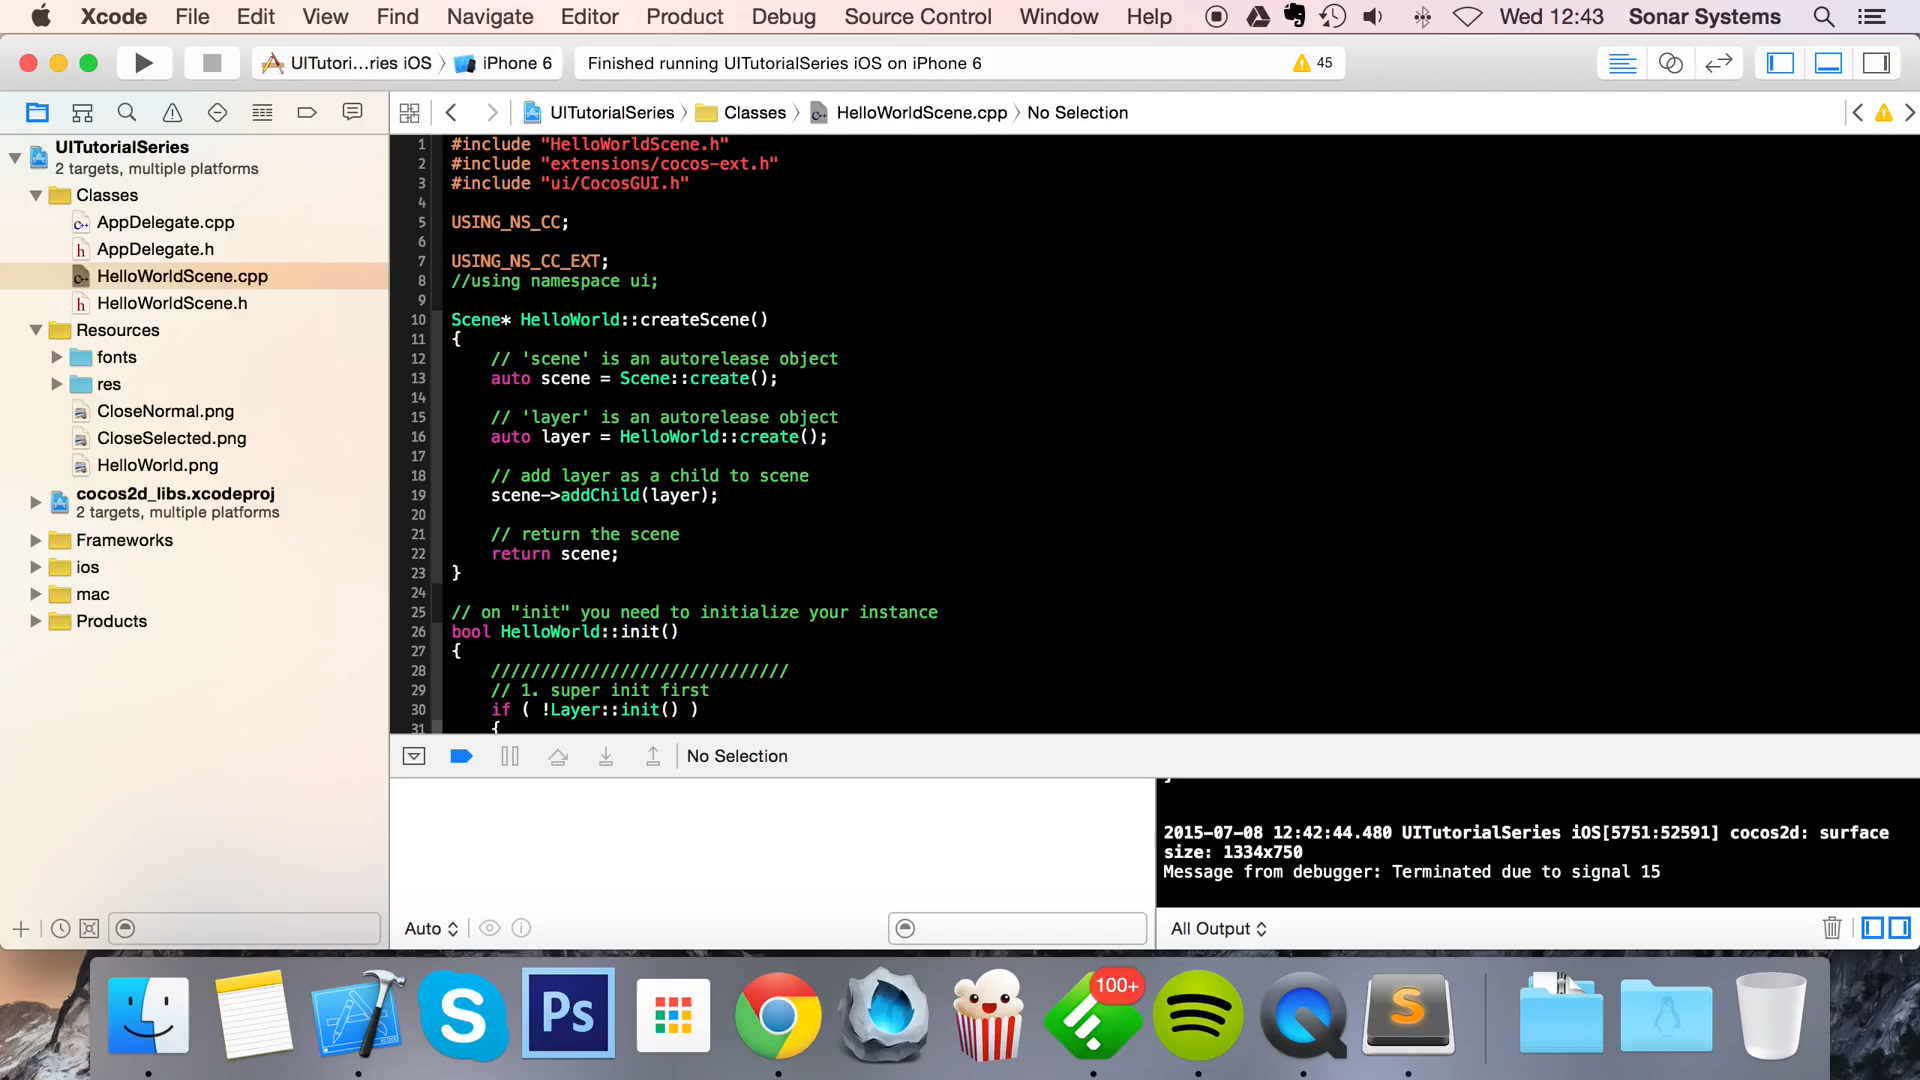 Xcode File Edit View Find Navigate Editor Product Debug Source Control Window Help Wed 12:43 Sonar Systems
UITutori...ries iOS iPhone 6 Finished running UITutorialSeries iOS on iPhone 6 45
UITutorialSeries Classes HelloWorldScene.cpp No Selection
UITutorialSeries
2 targets, multiple platforms
Classes
AppDelegate.cpp
AppDelegate.h
HelloWorldScene.cpp
HelloWorldScene.h
Resources
fonts
res
CloseNormal.png
CloseSelected.png
HelloWorld.png
cocos2d_libs.xcodeproj
2 targets, multiple platforms
Frameworks
ios
mac
Products
1 #include "HelloWorldScene.h"
2 #include "extensions/cocos-ext.h"
3 #include "ui/CocosGUI.h"
4
5 USING_NS_CC;
6
7 USING_NS_CC_EXT;
8 //using namespace ui;
9
10 Scene* HelloWorld::createScene()
11 {
12 // 'scene' is an autorelease object
13 auto scene = Scene::create();
14
15 // 'layer' is an autorelease object
16 auto layer = HelloWorld::create();
17
18 // add layer as a child to scene
19 scene->addChild(layer);
20
21 // return the scene
22 return scene;
23 }
24
25 // on "init" you need to initialize your instance
26 bool HelloWorld::init()
27 {
28 //////////////////////////////
29 // 1. super init first
30 if ( !Layer::init() )
31 {
No Selection
2015-07-08 12:42:44.480 UITutorialSeries iOS[5751:52591] cocos2d: surface
size: 1334x750
Message from debugger: Terminated due to signal 15
Auto All Output
100+
S Ps S